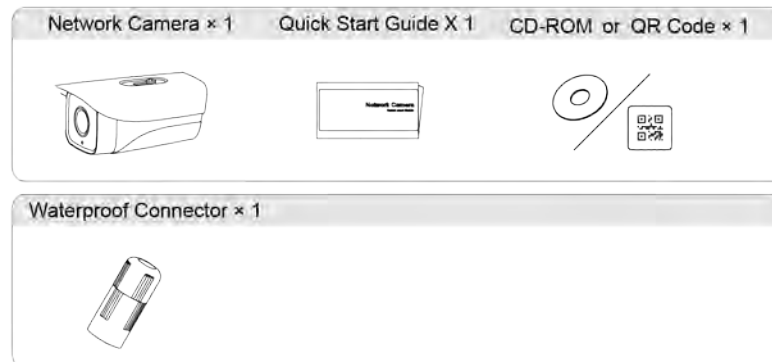 Network Camera × 1
Quick Start Guide X 1
CD-ROM or QR Code × 1
Network Camera
Waterproof Connector × 1